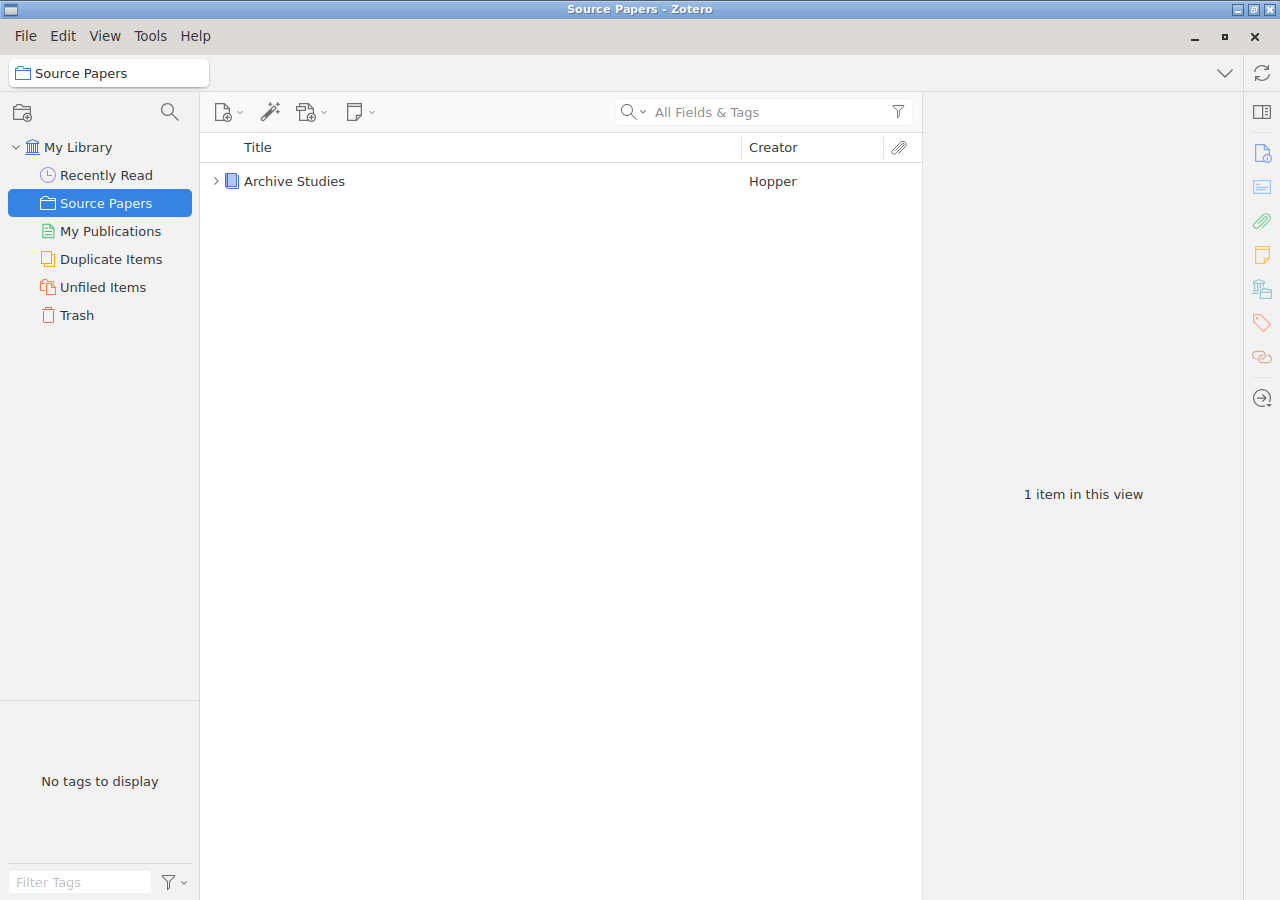 Source Papers - Zotero
File Edit View Tools Help
Source Papers
All Fields & Tags
My Library
Recently Read
Source Papers
My Publications
Duplicate Items
Unfiled Items
Trash
Title Creator
Archive Studies Hopper
1 item in this view
No tags to display
Filter Tags